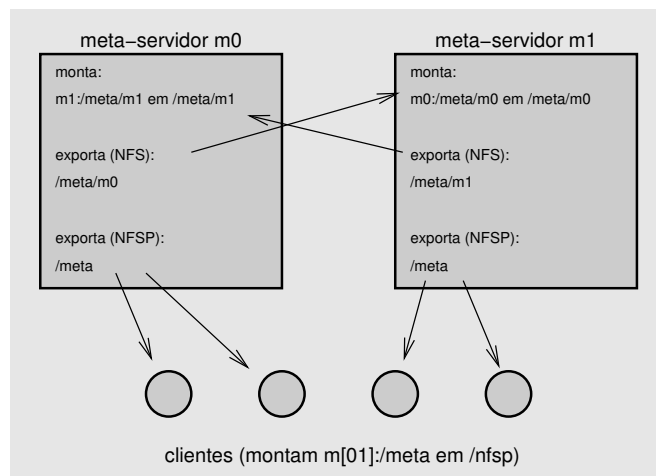 meta−servidor m0
monta:
m1:/meta/m1 em /meta/m1
exporta (NFS):
/meta/m0
exporta (NFSP):
/meta
meta−servidor m1
monta:
m0:/meta/m0 em /meta/m0
exporta (NFS):
/meta/m1
exporta (NFSP):
/meta
clientes (montam m[01]:/meta em /nfsp)